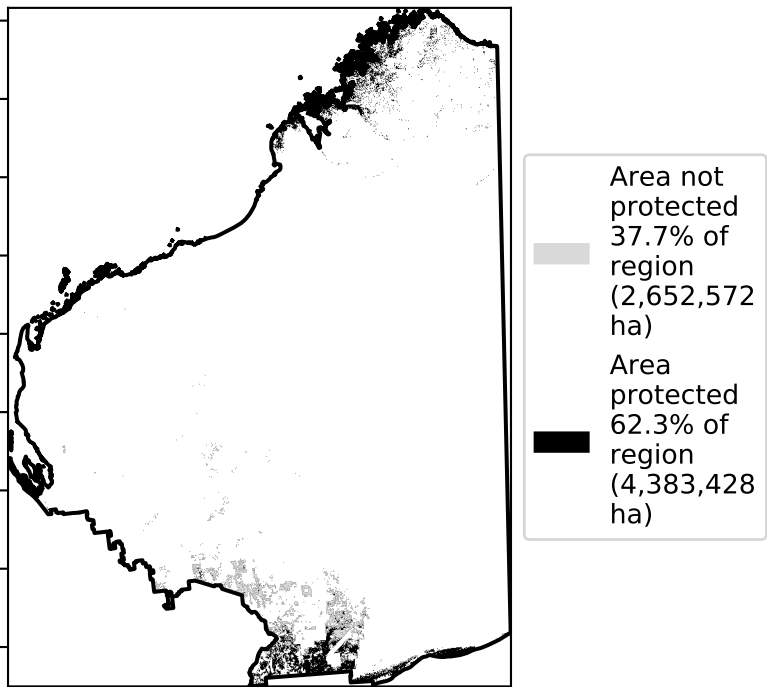 Area not
protected
37.7% of
region
(2,652,572
ha)
Area
protected
62.3% of
region
(4,383,428
ha)